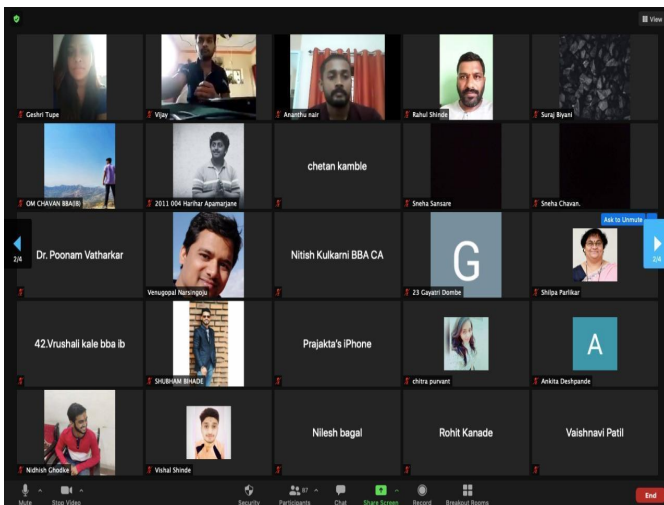 View
Geshri Tupe
Vijay
Ananthu nair
Rahul Shinde
Suraj Biyani
OM CHAVAN BBA(IB)
2011 004 Harihar Apamarjane
chetan kamble
Sneha Sansare
Sneha Chavan.
Ask to Unmute
2/4
Dr. Poonam Vatharkar
Venugopal Narsingoju
Nitish Kulkarni BBA CA
G
23 Gayatri Dombe
Shilpa Parlikar
2/4
42.Vrushali kale bba ib
SHUBHAM BIHADE
Prajakta's iPhone
chitra purvant
A
Ankita Deshpande
Nidhish Ghodke
Vishal Shinde
Nilesh bagal
Rohit Kanade
Vaishnavi Patil
Mute
Stop Video
Security
Participants
87
Chat
Share Screen
Record
Breakout Rooms
End